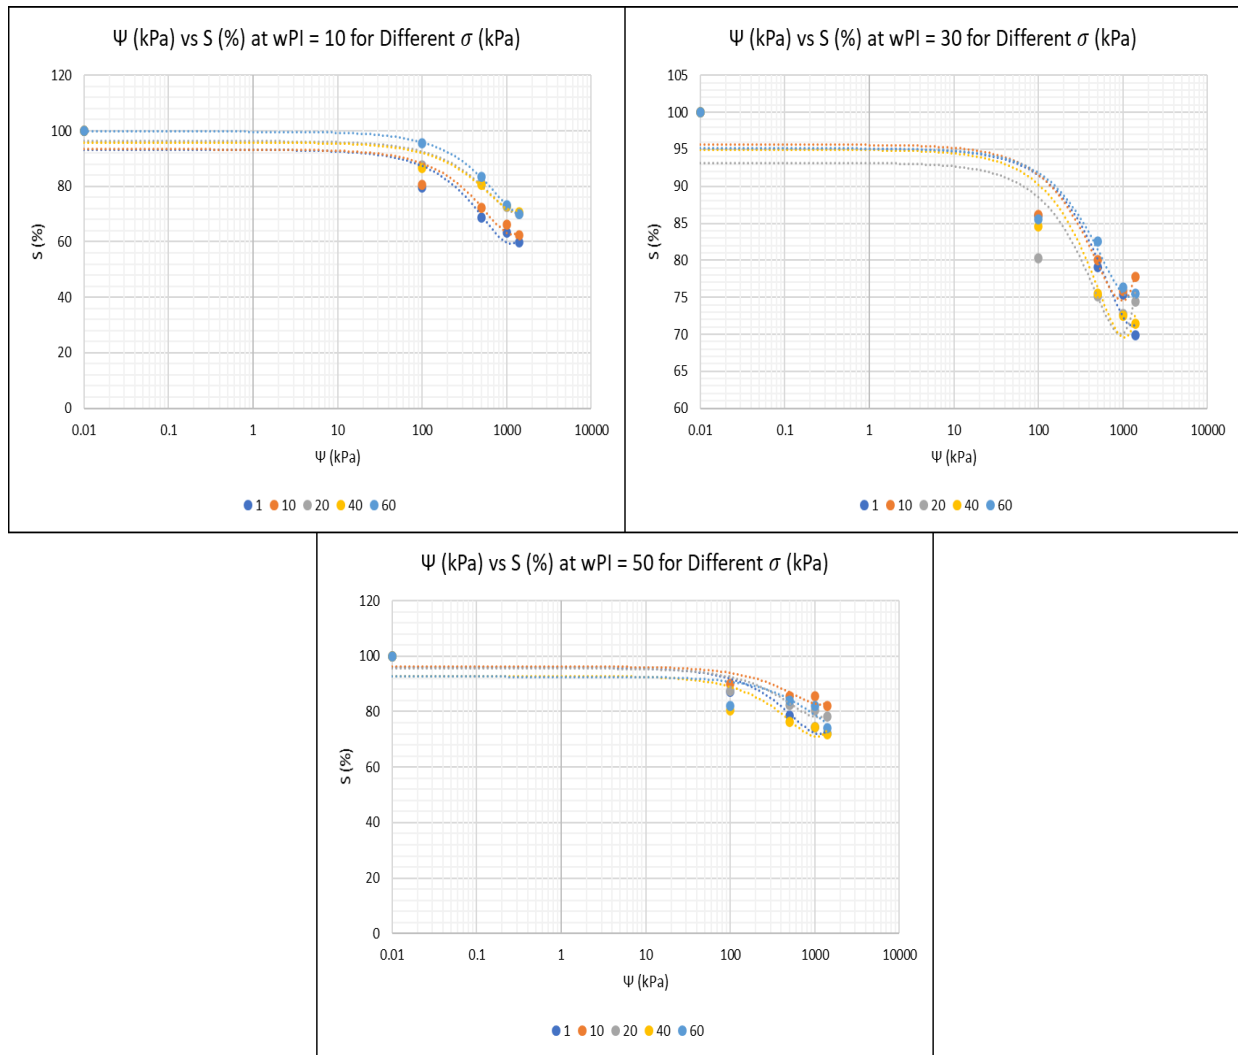 Ψ (kPa) vs S (%) at wPI = 10 for Different σ (kPa)
120
100
80
60
40
20
0
S (%)
0.01 0.1 1 10 100 1000 10000
Ψ (kPa)
1 10 20 40 60
Ψ (kPa) vs S (%) at wPI = 30 for Different σ (kPa)
105
100
95
90
85
80
75
70
65
60
S (%)
0.01 0.1 1 10 100 1000 10000
Ψ (kPa)
1 10 20 40 60
Ψ (kPa) vs S (%) at wPI = 50 for Different σ (kPa)
120
100
80
60
40
20
0
S (%)
0.01 0.1 1 10 100 1000 10000
Ψ (kPa)
1 10 20 40 60